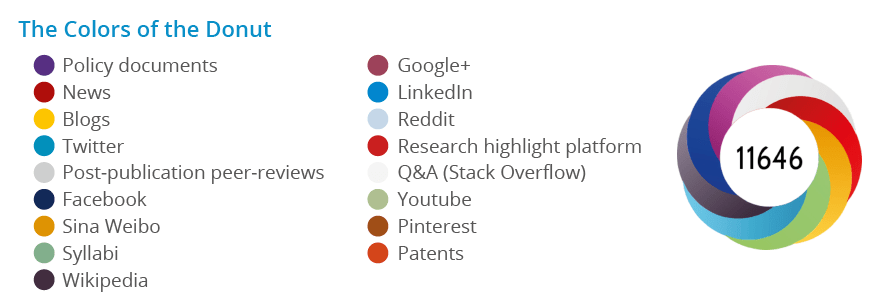 The Colors of the Donut
Policy documents
News
Blogs
Twitter
Post-publication peer-reviews
Facebook
Sina Weibo
Syllabi
Wikipedia
Google+
LinkedIn
Reddit
Research highlight platform
Q&A (Stack Overflow)
Youtube
Pinterest
Patents
11646